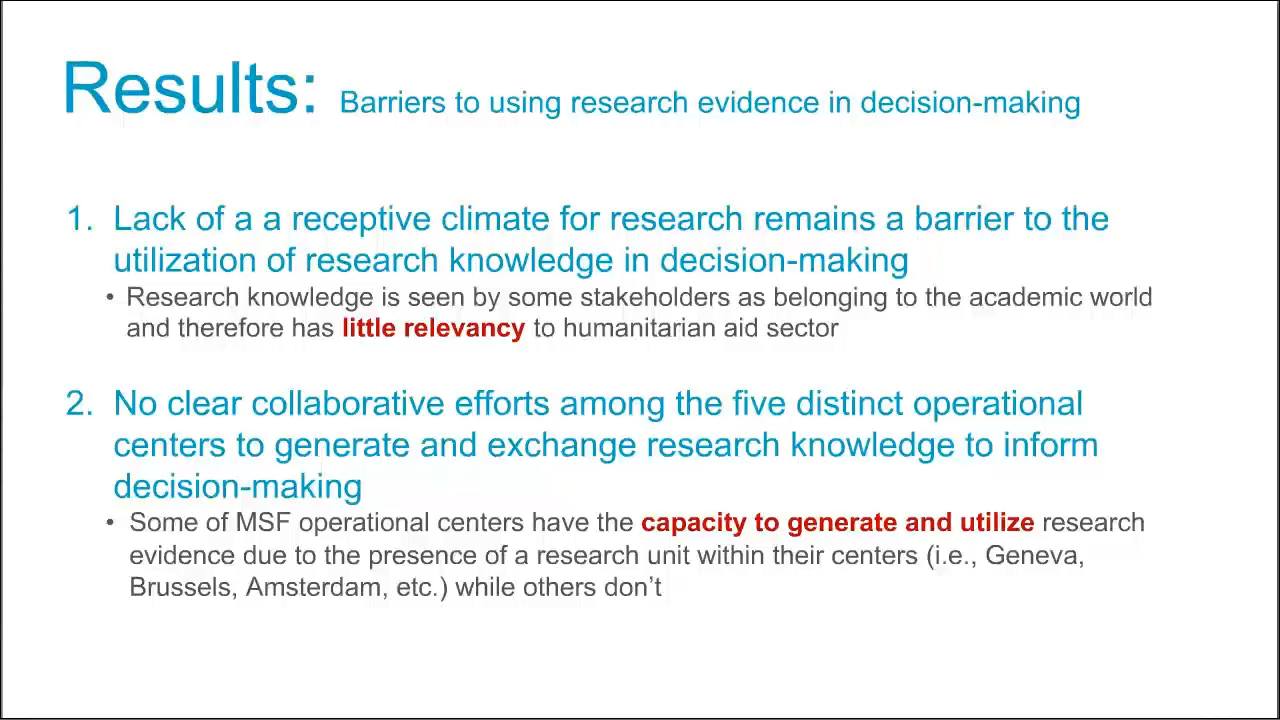 Results: Barriers to using research evidence in decision-making
1. Lack of a a receptive climate for research remains a barrier to the
utilization of research knowledge in decision-making
• Research knowledge is seen by some stakeholders as belonging to the academic world
and therefore has little relevancy to humanitarian aid sector
2. No clear collaborative efforts among the five distinct operational
centers to generate and exchange research knowledge to inform
decision-making
• Some of MSF operational centers have the capacity to generate and utilize research
evidence due to the presence of a research unit within their centers (i.e., Geneva,
Brussels, Amsterdam, etc.) while others don’t